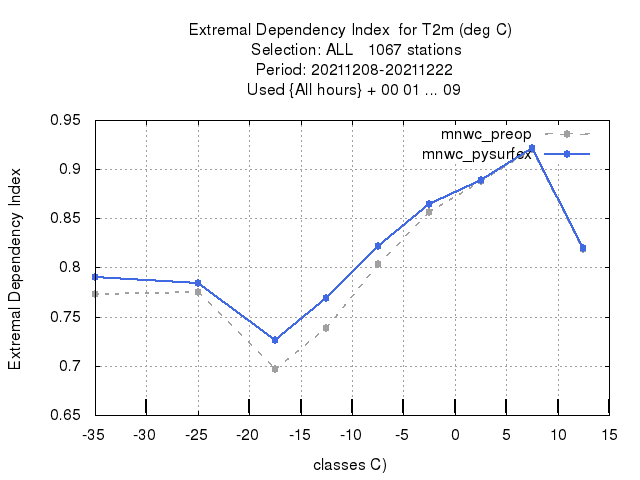 Extremal Dependency Index  for T2m (deg C)
Selection: ALL   1067 stations
Period: 20211208-20211222
Used {All hours} + 00 01 ... 09
mnwc_preop
mnwc_pysurfex
0.95
0.9
0.85
0.8
0.75
0.7
0.65
Extremal Dependency Index
-35 -30 -25 -20 -15 -10 -5 0 5 10 15
classes C)